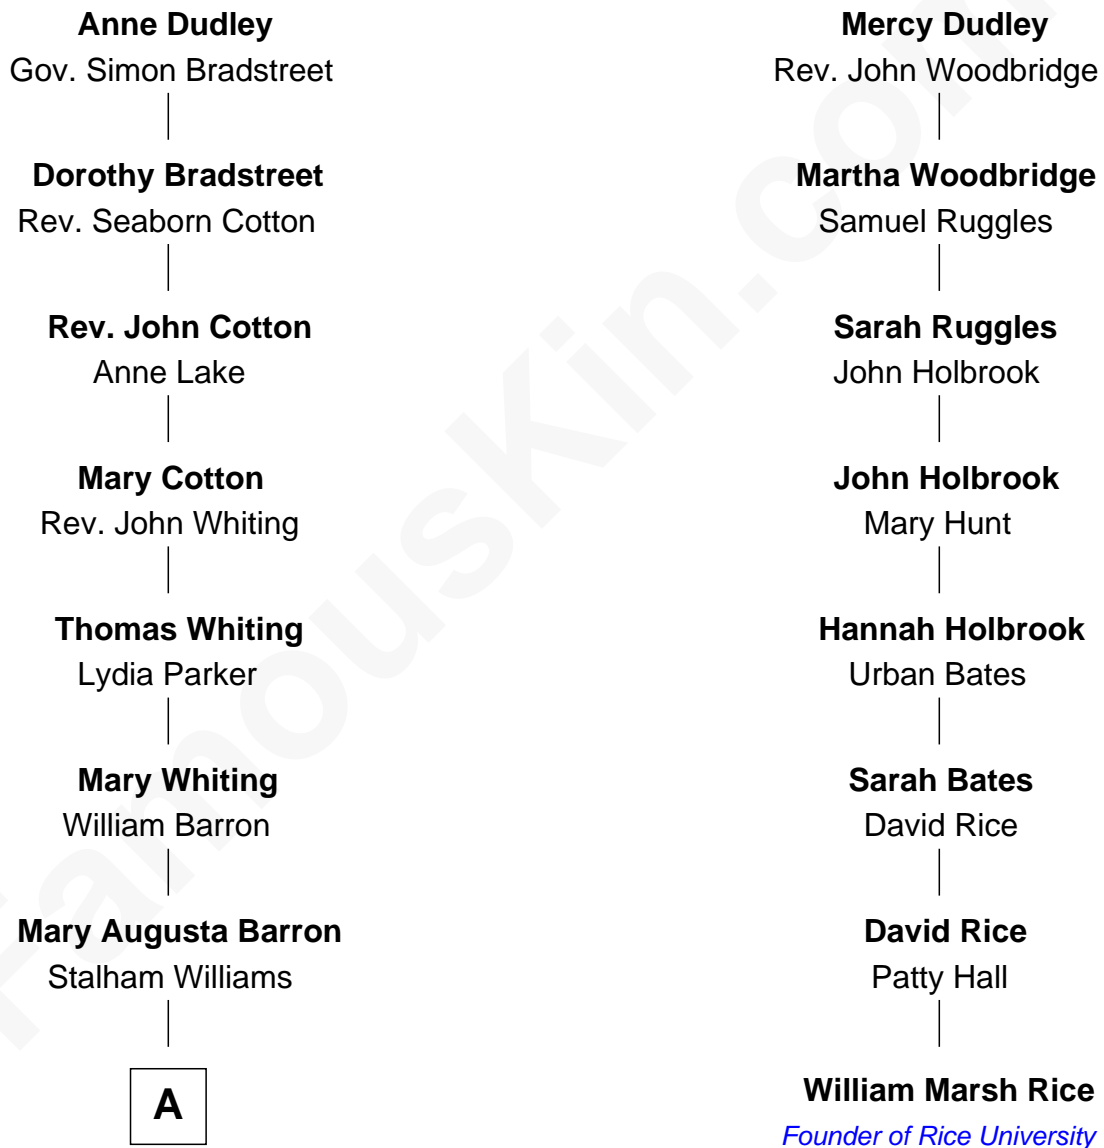 Anne Dudley
Gov. Simon Bradstreet
Dorothy Bradstreet
Rev. Seaborn Cotton
Rev. John Cotton
Anne Lake
Mary Cotton
Rev. John Whiting
Thomas Whiting
Lydia Parker
Mary Whiting
William Barron
Mary Augusta Barron
Stalham Williams
A
Mercy Dudley
Rev. John Woodbridge
Martha Woodbridge
Samuel Ruggles
Sarah Ruggles
John Holbrook
John Holbrook
Mary Hunt
Hannah Holbrook
Urban Bates
Sarah Bates
David Rice
David Rice
Patty Hall
William Marsh Rice
Founder of Rice University
FamousKin.com